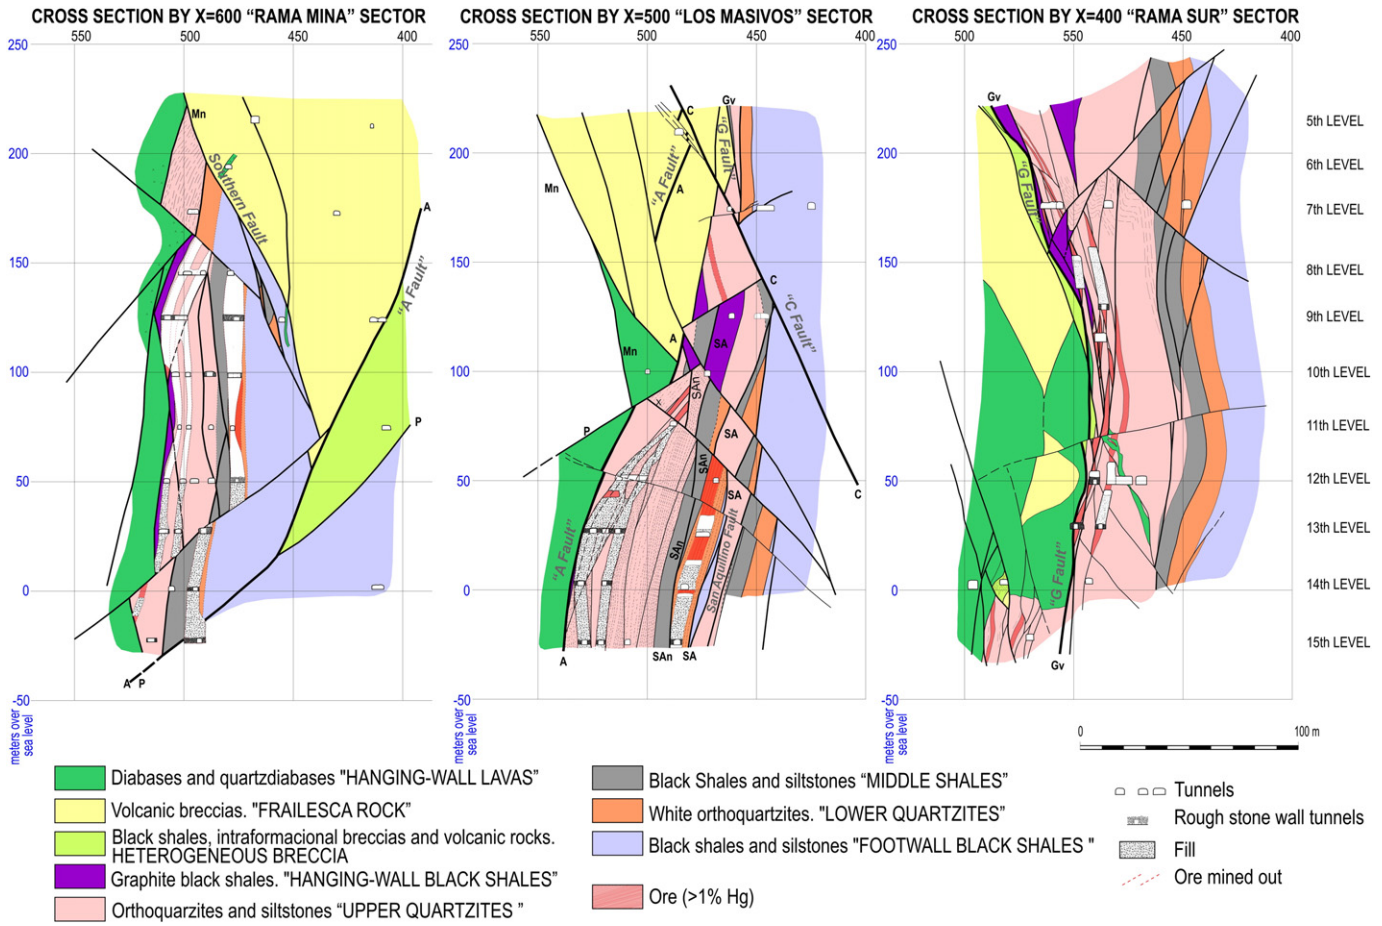 CROSS SECTION BY X=600 “RAMA MINA” SECTOR
550 500 450 400
250
200
150
100
50
0
-50
meters over
sea level
Mn
Southern Fault
A
“A Fault”
P
A P
CROSS SECTION BY X=500 “LOS MASIVOS” SECTOR
550 500 450 400
250
200
150
100
50
0
-50
meters over
sea level
C
Gv
“G Fault”
“A Fault”
A
Mn
C
“C Fault”
A
SA
Mn
SAn
x
P
SA
SAn
SA
C
San Aquilino Fault
SAn
“A Fault”
A
SAn SA
CROSS SECTION BY X=400 “RAMA SUR” SECTOR
500 550 450 400
250
200
150
100
50
0
-50
meters over
sea level
Gv
“G Fault”
“G Fault”
Gv
5th LEVEL
6th LEVEL
7th LEVEL
8th LEVEL
9th LEVEL
10th LEVEL
11th LEVEL
12th LEVEL
13th LEVEL
14th LEVEL
15th LEVEL
0 100 m
Diabases and quartzdiabases "HANGING-WALL LAVAS”
Volcanic breccias. "FRAILESCA ROCK”
Black shales, intraformacional breccias and volcanic rocks.
HETEROGENEOUS BRECCIA
Graphite black shales. "HANGING-WALL BLACK SHALES”
Orthoquarzites and siltstones “UPPER QUARTZITES ”
Black Shales and siltstones “MIDDLE SHALES”
White orthoquartzites. "LOWER QUARTZITES”
Black shales and silstones "FOOTWALL BLACK SHALES "
Ore (>1% Hg)
Tunnels
Rough stone wall tunnels
Fill
Ore mined out